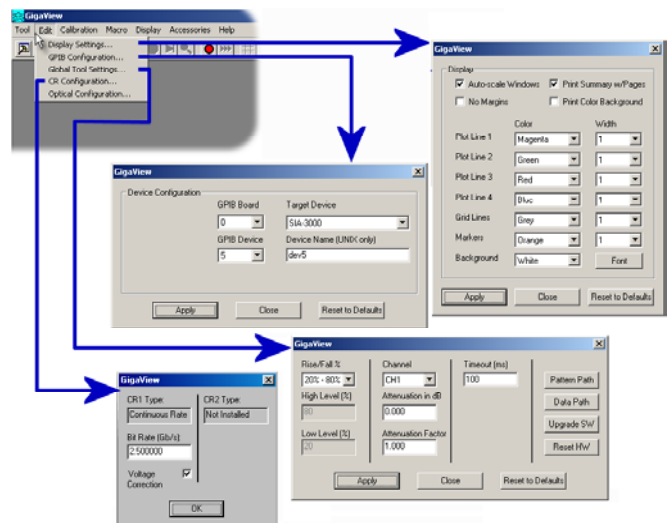 GigaView
Tool Edit Calibration Macro Display Accessories Help
Display Settings...
GPIB Configuration...
Global Tool Settings...
CR Configuration...
Optical Configuration...
GigaView
Display
Auto-scale Windows
Print Summary w/Pages
No Margins
Print Color Background
Color Width
Plot Line 1 Magenta 1
Plot Line 2 Green 1
Plot Line 3 Red 1
Plot Line 4 Blue 1
Grid Lines Grey 1
Markers Orange 1
Background White Font
Apply Close Reset to Defaults
GigaView
Device Configuration
GPIB Board Target Device
0 SIA-3000
GPIB Device Device Name (UNIX only)
5 dev5
Apply Close Reset to Defaults
GigaView
Rise/Fall % Channel Timeout (ms)
20% - 80% CH1 100
High Level (%) Attenuation in dB
80 0.000
Low Level (%) Attenuation Factor
20 1.000
Pattern Path
Data Path
Upgrade SW
Reset HW
Apply Close Reset to Defaults
GigaView
CR1 Type: CR2 Type:
Continuous Rate Not Installed
Bit Rate (Gb/s):
2.500000
Voltage
Correction
OK